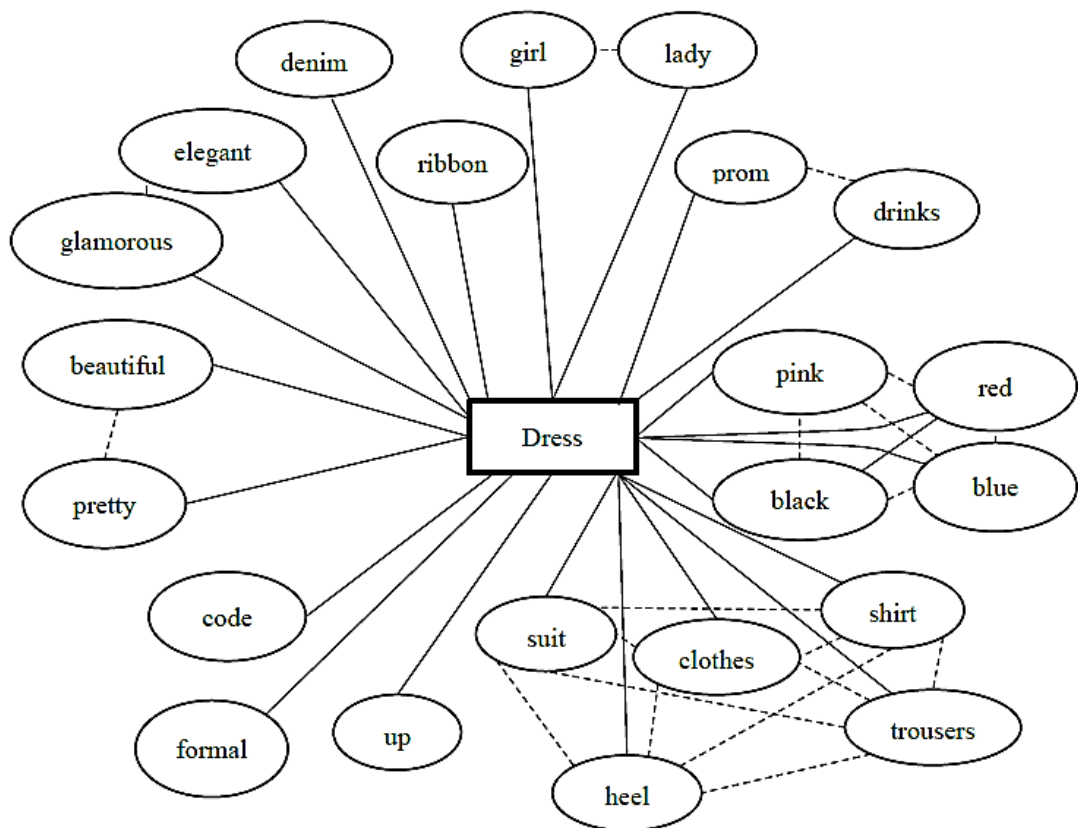 girl
lady
denim
elegant
ribbon
prom
drinks
glamorous
beautiful
pink
red
Dress
pretty
black
blue
code
suit
clothes
shirt
formal
up
trousers
heel